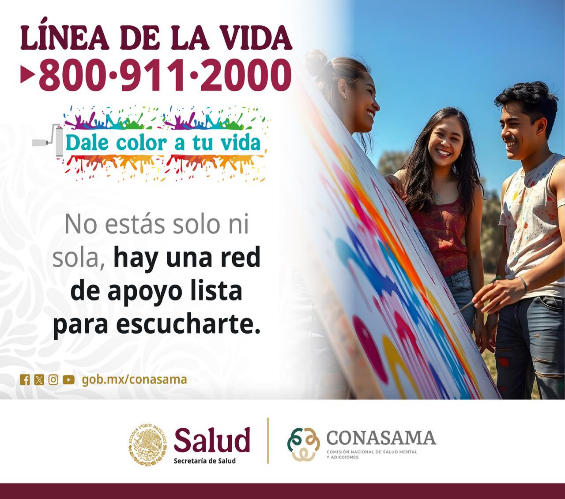 LÍNEA DE LA VIDA
800·911·2000
Dale color a tu vida
No estás solo ni
sola, hay una red
de apoyo lista
para escucharte.
gob.mx/conasama
Salud
Secretaría de Salud
CONASAMA
COMISIÓN NACIONAL DE SALUD MENTAL
Y ADICCIONES